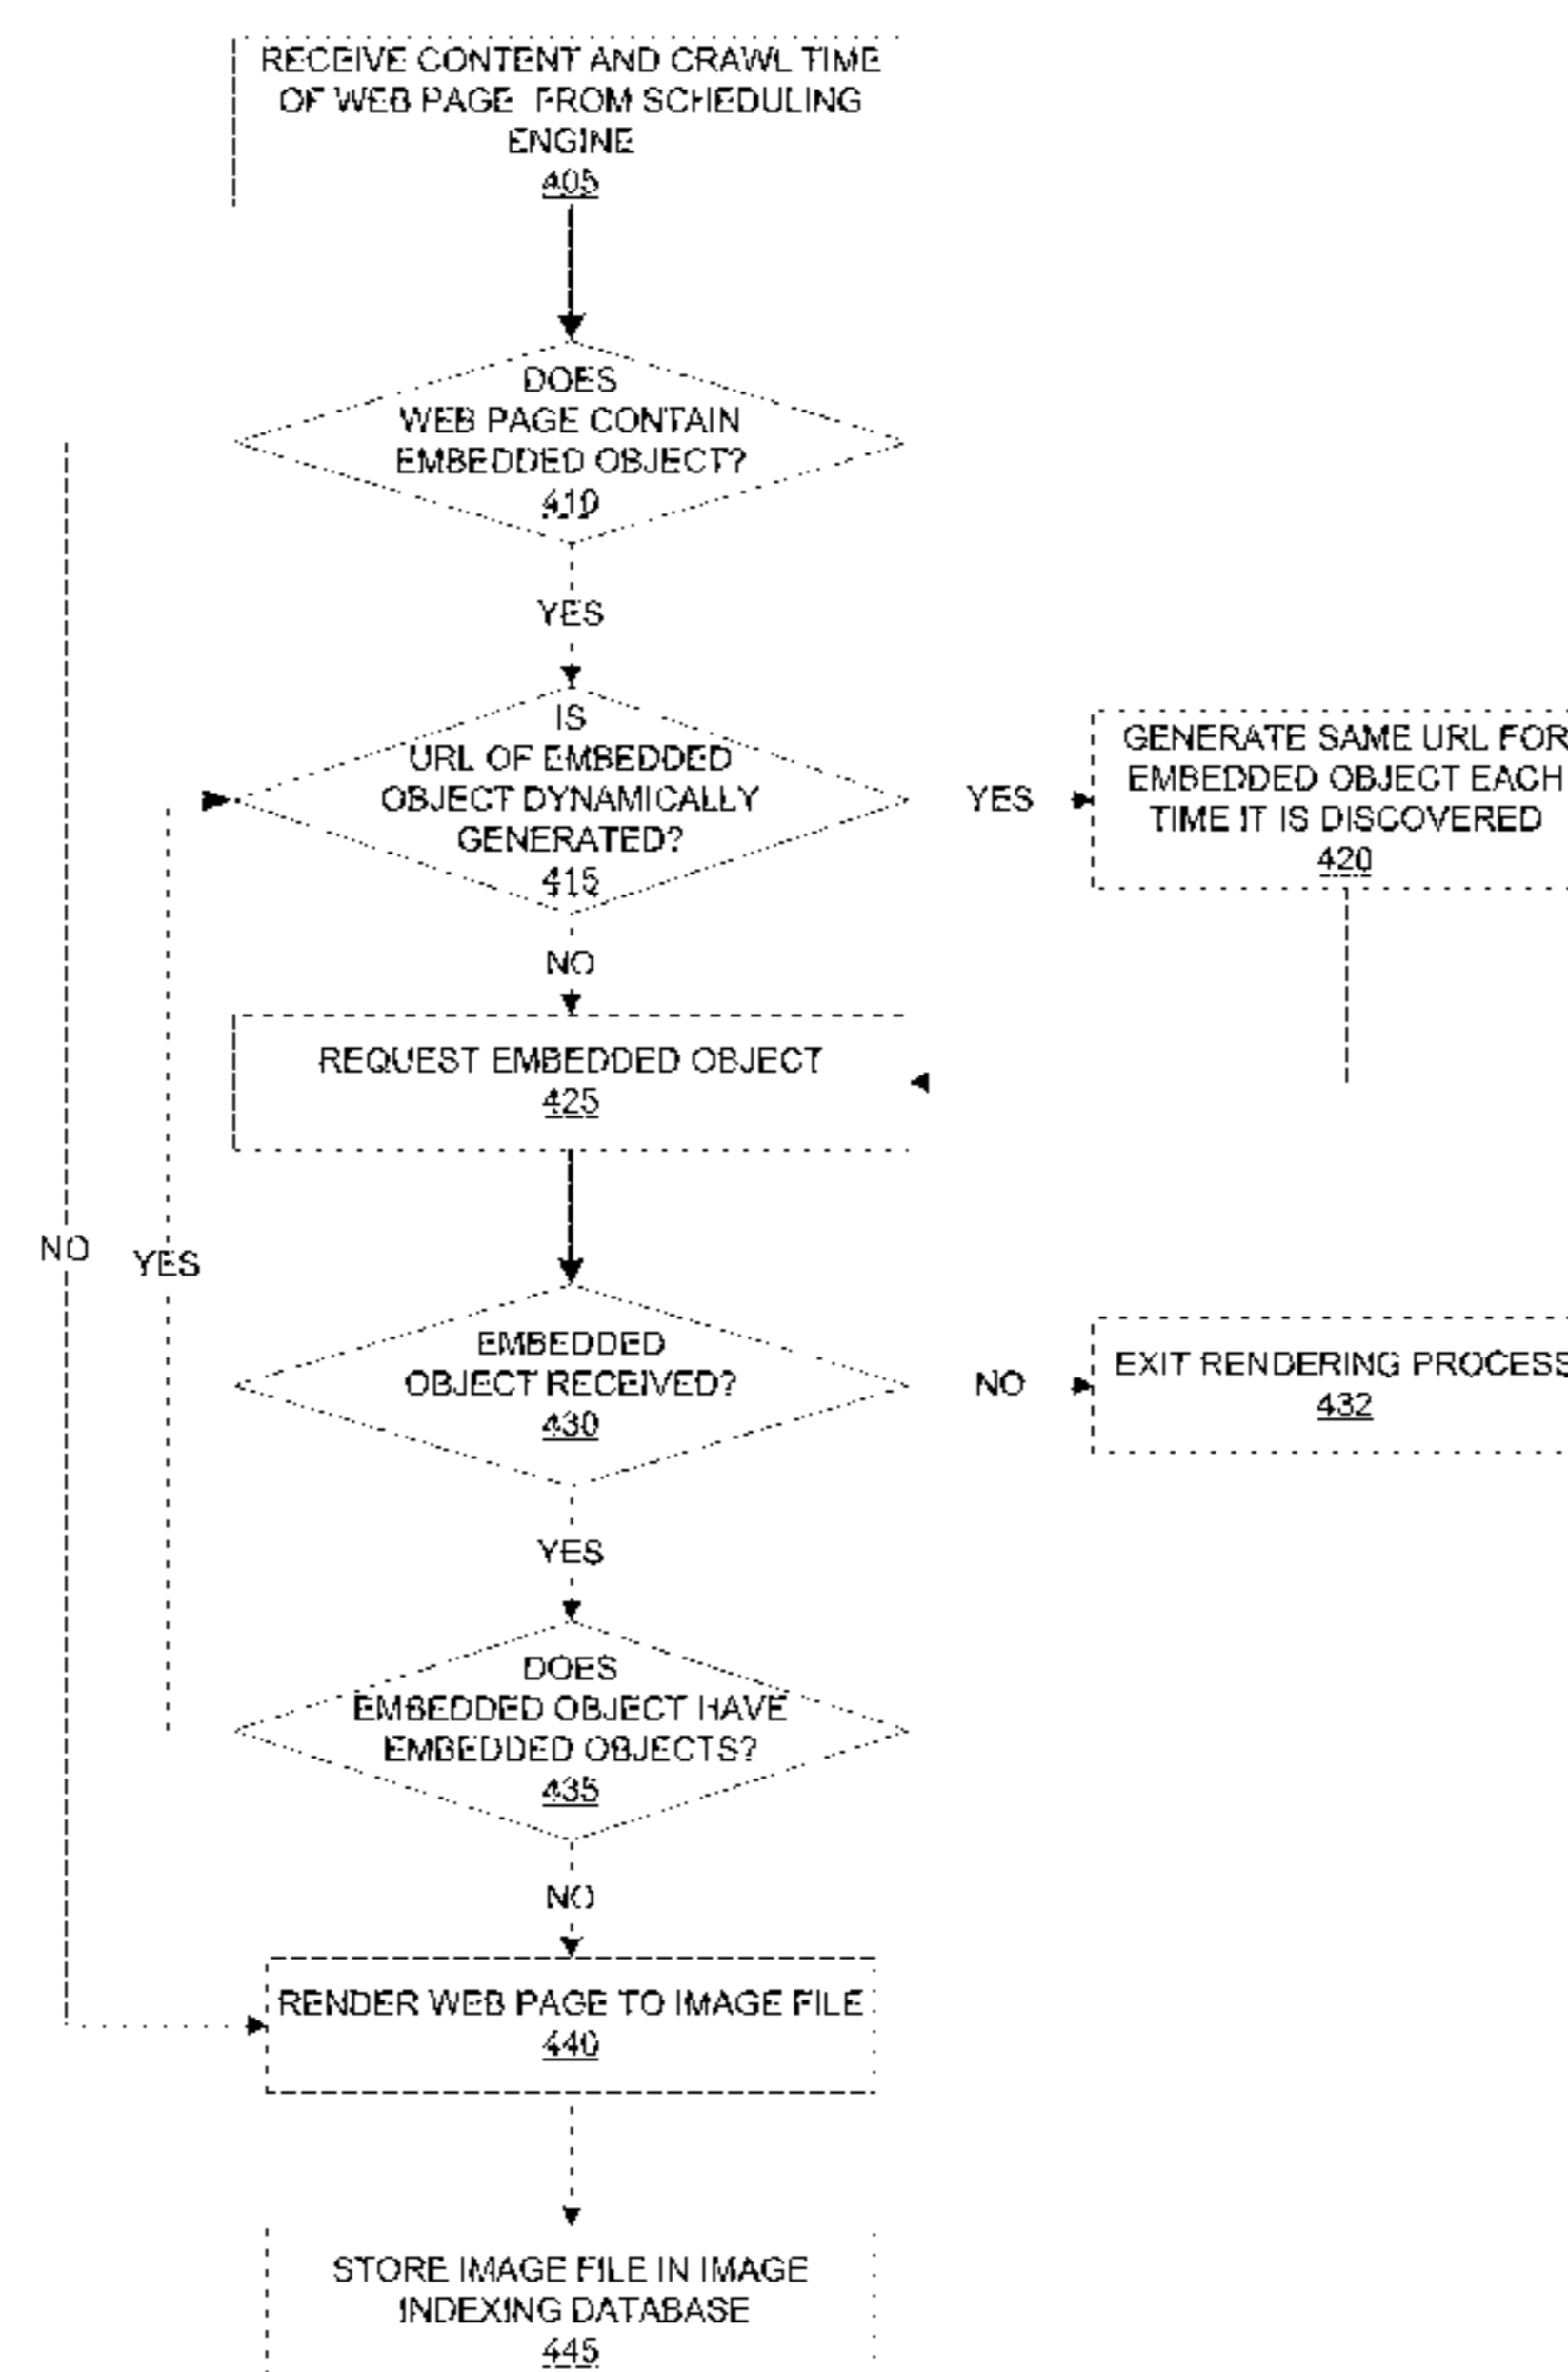 RECEIVE CONTENT AND CRAWL TIME
OF WEB PAGE FROM SCHEDULING
ENGINE
405
DOES
WEB PAGE CONTAIN
EMBEDDED OBJECT?
410
YES
IS
URL OF EMBEDDED
OBJECT DYNAMICALLY
GENERATED?
415
YES
GENERATE SAME URL FOR
EMBEDDED OBJECT EACH
TIME IT IS DISCOVERED
420
NO
REQUEST EMBEDDED OBJECT
425
NO
YES
EMBEDDED
OBJECT RECEIVED?
430
NO
EXIT RENDERING PROCESS
432
YES
DOES
EMBEDDED OBJECT HAVE
EMBEDDED OBJECTS?
435
NO
RENDER WEB PAGE TO IMAGE FILE
440
STORE IMAGE FILE IN IMAGE
INDEXING DATABASE
445